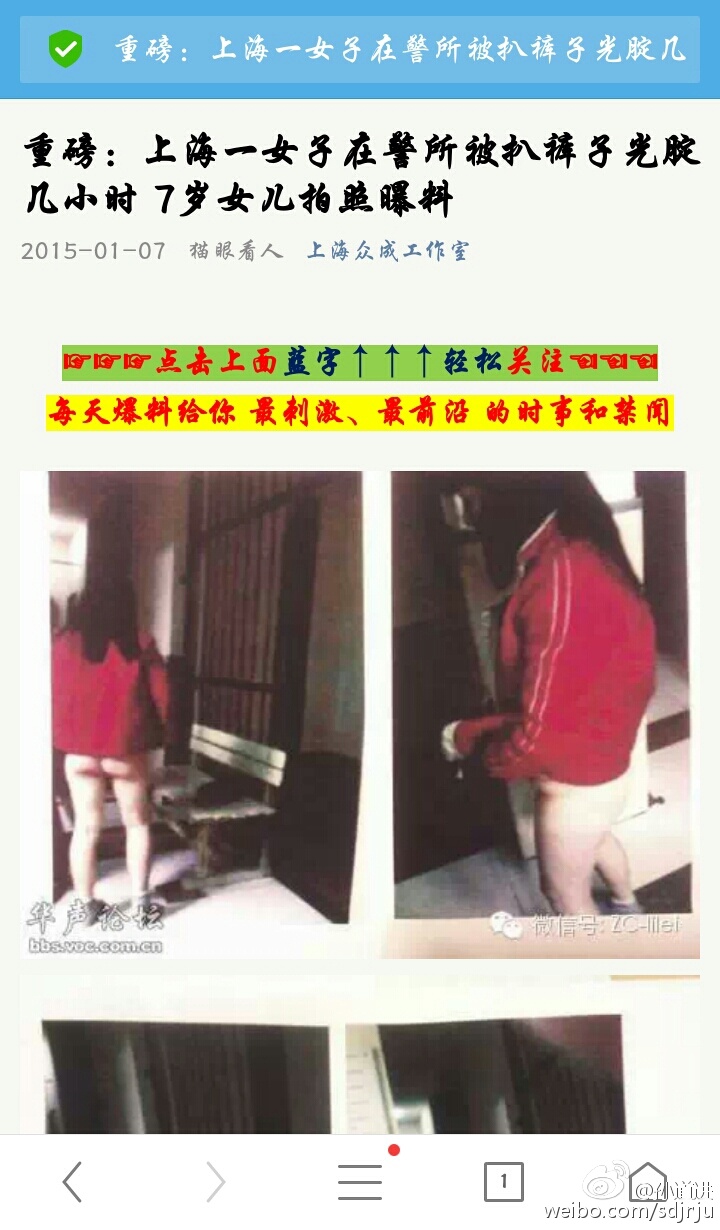 重磅：上海一女子在警所被扒裤子光腚几
重磅：上海一女子在警所被扒裤子光腚
几小时 7岁女儿拍照曝料
2015-01-07 猫眼看人 上海众成工作室
☞☞☞点击上面蓝字↑↑↑轻松关注☜☜☜
每天爆料给你 最刺激、最前沿 的时事和禁闻
华声论坛
bbs.voc.com.cn
微信号: ZC-lilei
1
weibo.com/sdjrju